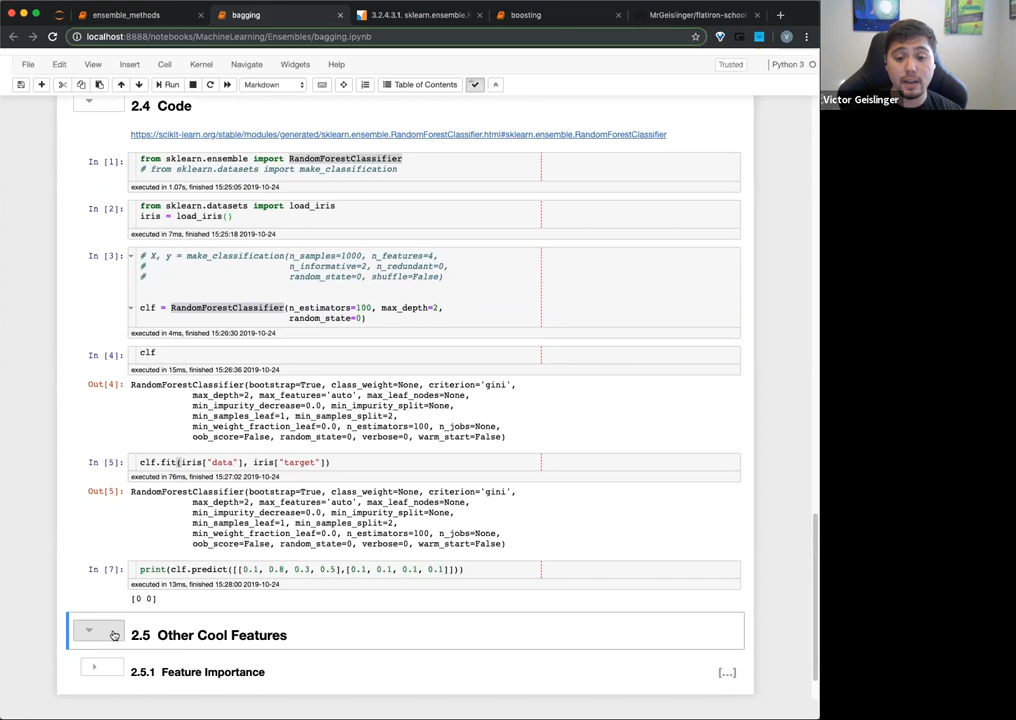 ensemble_methods
bagging
3.2.4.3.1. sklearn.ensemble.F
boosting
MrGeislinger/flatiron-school
localhost:8888/notebooks/MachineLearning/Ensembles/bagging.ipynb
V
File Edit View Insert Cell Kernel Navigate Widgets Help
Trusted
Python 3
Run
Markdown
Table of Contents
Victor Geislinger
2.4 Code
https://scikit-learn.org/stable/modules/generated/sklearn.ensemble.RandomForestClassifier.html#sklearn.ensemble.RandomForestClassifier
In [1]: from sklearn.ensemble import RandomForestClassifier
# from sklearn.datasets import make_classification
executed in 1.07s, finished 15:25:05 2019-10-24
In [2]: from sklearn.datasets import load_iris
iris = load_iris()
executed in 7ms, finished 15:25:18 2019-10-24
In [3]: # X, y = make_classification(n_samples=1000, n_features=4,
# n_informative=2, n_redundant=0,
# random_state=0, shuffle=False)
clf = RandomForestClassifier(n_estimators=100, max_depth=2,
random_state=0)
executed in 4ms, finished 15:26:30 2019-10-24
In [4]: clf
executed in 15ms, finished 15:26:36 2019-10-24
Out[4]: RandomForestClassifier(bootstrap=True, class_weight=None, criterion='gini',
max_depth=2, max_features='auto', max_leaf_nodes=None,
min_impurity_decrease=0.0, min_impurity_split=None,
min_samples_leaf=1, min_samples_split=2,
min_weight_fraction_leaf=0.0, n_estimators=100, n_jobs=None,
oob_score=False, random_state=0, verbose=0, warm_start=False)
In [5]: clf.fit(iris["data"], iris["target"])
executed in 76ms, finished 15:27:02 2019-10-24
Out[5]: RandomForestClassifier(bootstrap=True, class_weight=None, criterion='gini',
max_depth=2, max_features='auto', max_leaf_nodes=None,
min_impurity_decrease=0.0, min_impurity_split=None,
min_samples_leaf=1, min_samples_split=2,
min_weight_fraction_leaf=0.0, n_estimators=100, n_jobs=None,
oob_score=False, random_state=0, verbose=0, warm_start=False)
In [7]: print(clf.predict([[0.1, 0.8, 0.3, 0.5],[0.1, 0.1, 0.1, 0.1]]))
executed in 13ms, finished 15:28:00 2019-10-24
[0 0]
2.5 Other Cool Features
2.5.1 Feature Importance
[...]